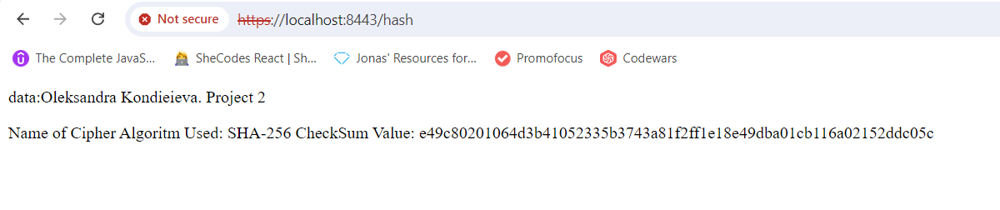 Not secure https://localhost:8443/hash
The Complete JavaS... SheCodes React | Sh... Jonas' Resources for... Promofocus Codewars
data:Oleksandra Kondieieva. Project 2
Name of Cipher Algoritm Used: SHA-256 CheckSum Value: e49c80201064d3b41052335b3743a81f2ff1e18e49dba01cb116a02152ddc05c